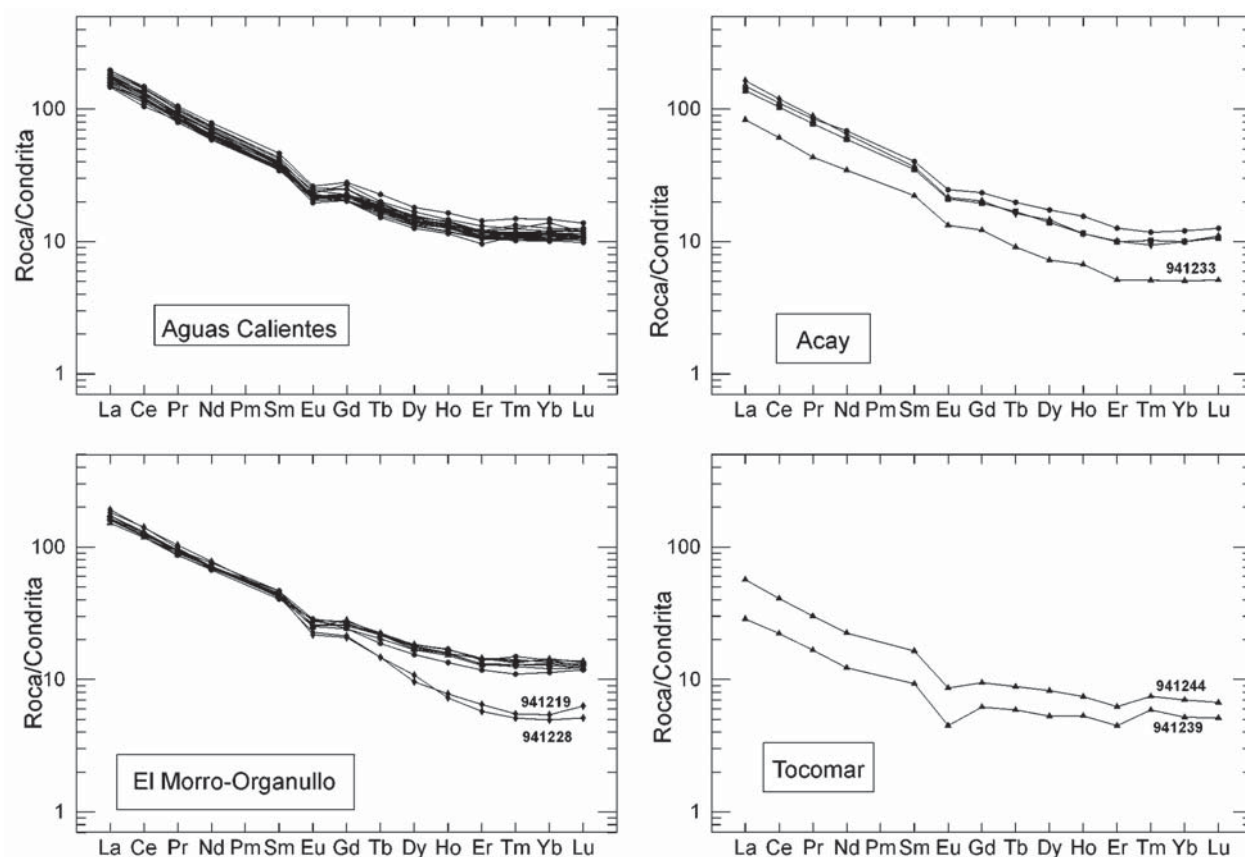 100
10
1
Roca/Condrita
Aguas Calientes
La Ce Pr Nd Pm Sm Eu Gd Tb Dy Ho Er Tm Yb Lu
100
10
1
Roca/Condrita
941233
Acay
La Ce Pr Nd Pm Sm Eu Gd Tb Dy Ho Er Tm Yb Lu
100
10
1
Roca/Condrita
941219
941228
El Morro-Organullo
La Ce Pr Nd Pm Sm Eu Gd Tb Dy Ho Er Tm Yb Lu
100
10
1
Roca/Condrita
941244
941239
Tocomar
La Ce Pr Nd Pm Sm Eu Gd Tb Dy Ho Er Tm Yb Lu